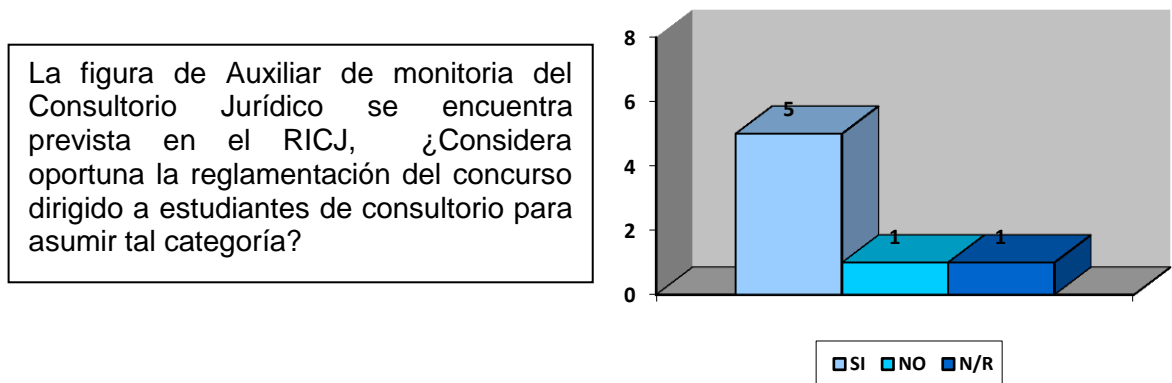 La figura de Auxiliar de monitoria del
Consultorio Jurídico se encuentra
prevista en el RICJ, ¿Considera
oportuna la reglamentación del concurso
dirigido a estudiantes de consultorio para
asumir tal categoría?
8
6
4
2
0
5
1
1
SI NO N/R